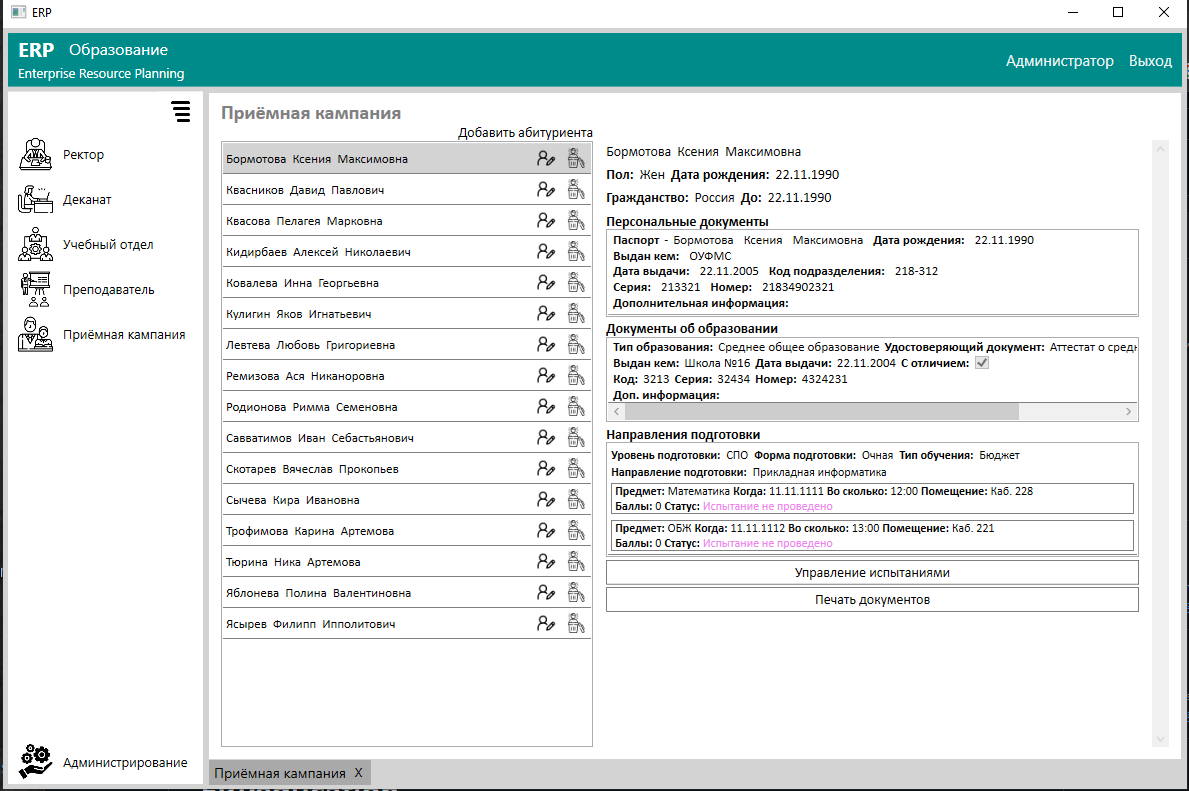 ERP
ERP Образование
Enterprise Resource Planning
Администратор Выход
Ректор
Деканат
Учебный отдел
Преподаватель
Приёмная кампания
Администрирование
Приёмная кампания
Добавить абитуриента
Бормотова Ксения Максимовна
Квасников Давид Павлович
Квасова Пелагея Марковна
Кидирбаев Алексей Николаевич
Ковалева Инна Георгьевна
Кулигин Яков Игнатьевич
Левтева Любовь Григориевна
Ремизова Ася Никаноровна
Родионова Римма Семеновна
Савватимов Иван Себастьянович
Скотарев Вячеслав Прокопьев
Сычева Кира Ивановна
Трофимова Карина Артемова
Тюрина Ника Артемова
Яблонева Полина Валентиновна
Ясырев Филипп Ипполитович
Бормотова Ксения Максимовна
Пол: Жен Дата рождения: 22.11.1990
Гражданство: Россия До: 22.11.1990
Персональные документы
Паспорт - Бормотова Ксения Максимовна Дата рождения: 22.11.1990
Выдан кем: ОУФМС
Дата выдачи: 22.11.2005 Код подразделения: 218-312
Серия: 213321 Номер: 21834902321
Дополнительная информация:
Документы об образовании
Тип образования: Среднее общее образование Удостоверяющий документ: Аттестат о средн
Выдан кем: Школа №16 Дата выдачи: 22.11.2004 С отличием:
Код: 3213 Серия: 32434 Номер: 4324231
Доп. информация:
Направления подготовки
Уровень подготовки: СПО Форма подготовки: Очная Тип обучения: Бюджет
Направление подготовки: Прикладная информатика
Предмет: Математика Когда: 11.11.1111 Во сколько: 12:00 Помещение: Каб. 228
Баллы: 0 Статус: Испытание не проведено
Предмет: ОБЖ Когда: 11.11.1112 Во сколько: 13:00 Помещение: Каб. 221
Баллы: 0 Статус: Испытание не проведено
Управление испытаниями
Печать документов
Приёмная кампания X